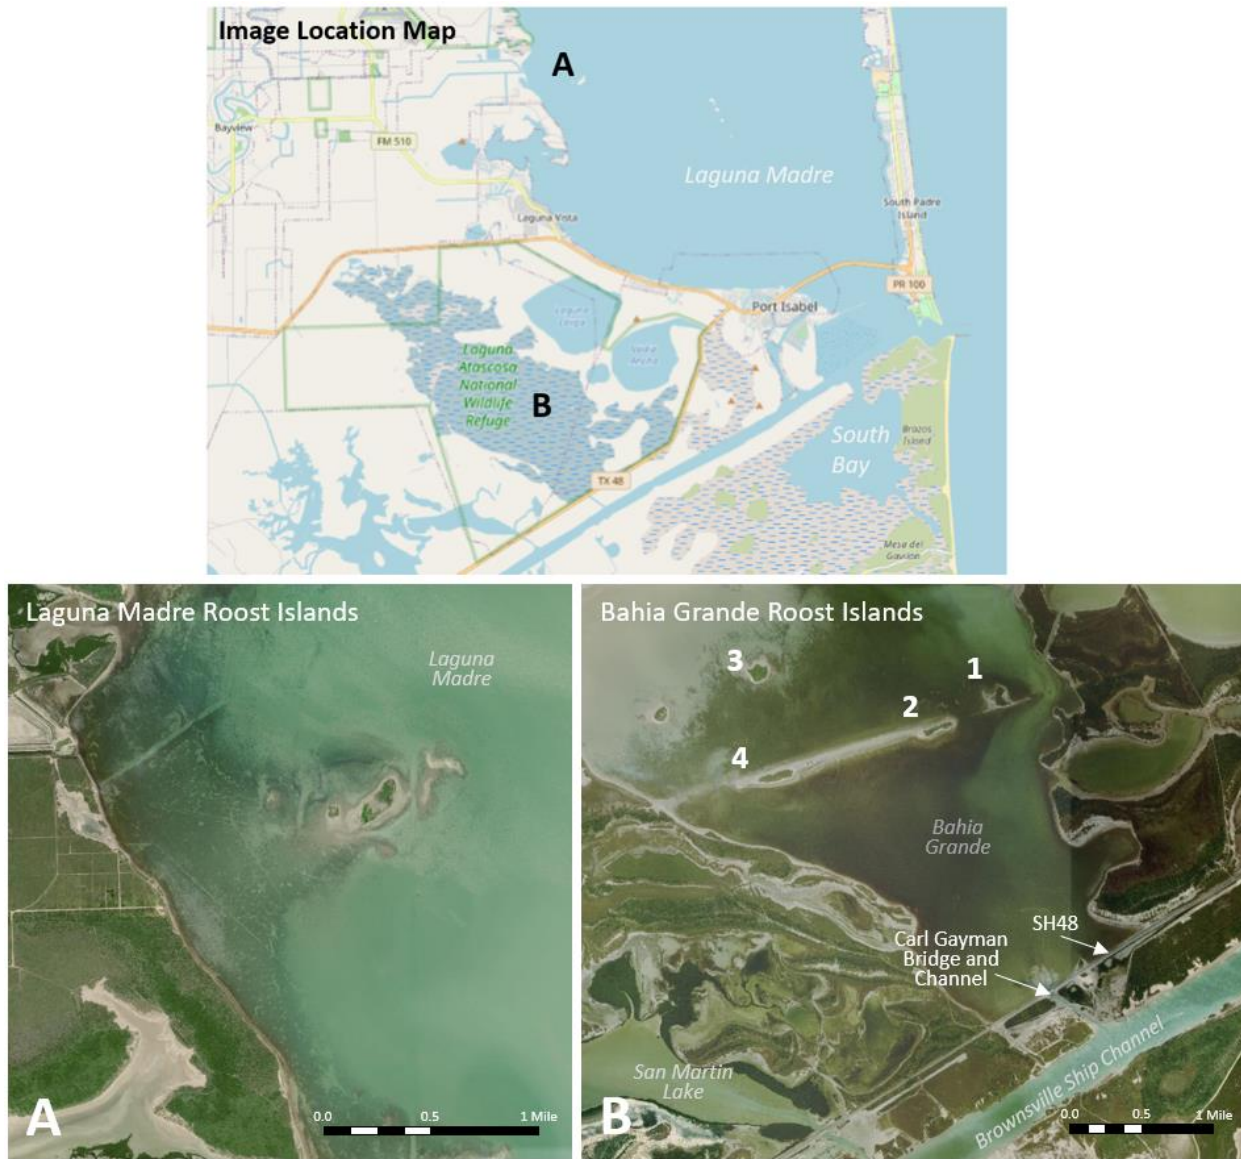 Image Location Map
A
Bayview
FM 510
Laguna Madre
South Padre
Island
Laguna Vista
PR 100
Port Isabel
Laguna
Larga
Laguna
Atascosa
National
Wildlife
Refuge
B
South
Bay
Brazos
Island
TX 48
Mesa del
Gavilan
Laguna Madre Roost Islands
Laguna
Madre
0.0
0.5
1 Mile
A
Bahia Grande Roost Islands
3
1
2
4
Bahia
Grande
SH48
Carl Gayman
Bridge and
Channel
San Martin
Lake
Brownsville Ship Channel
0.0
0.5
1 Mile
B